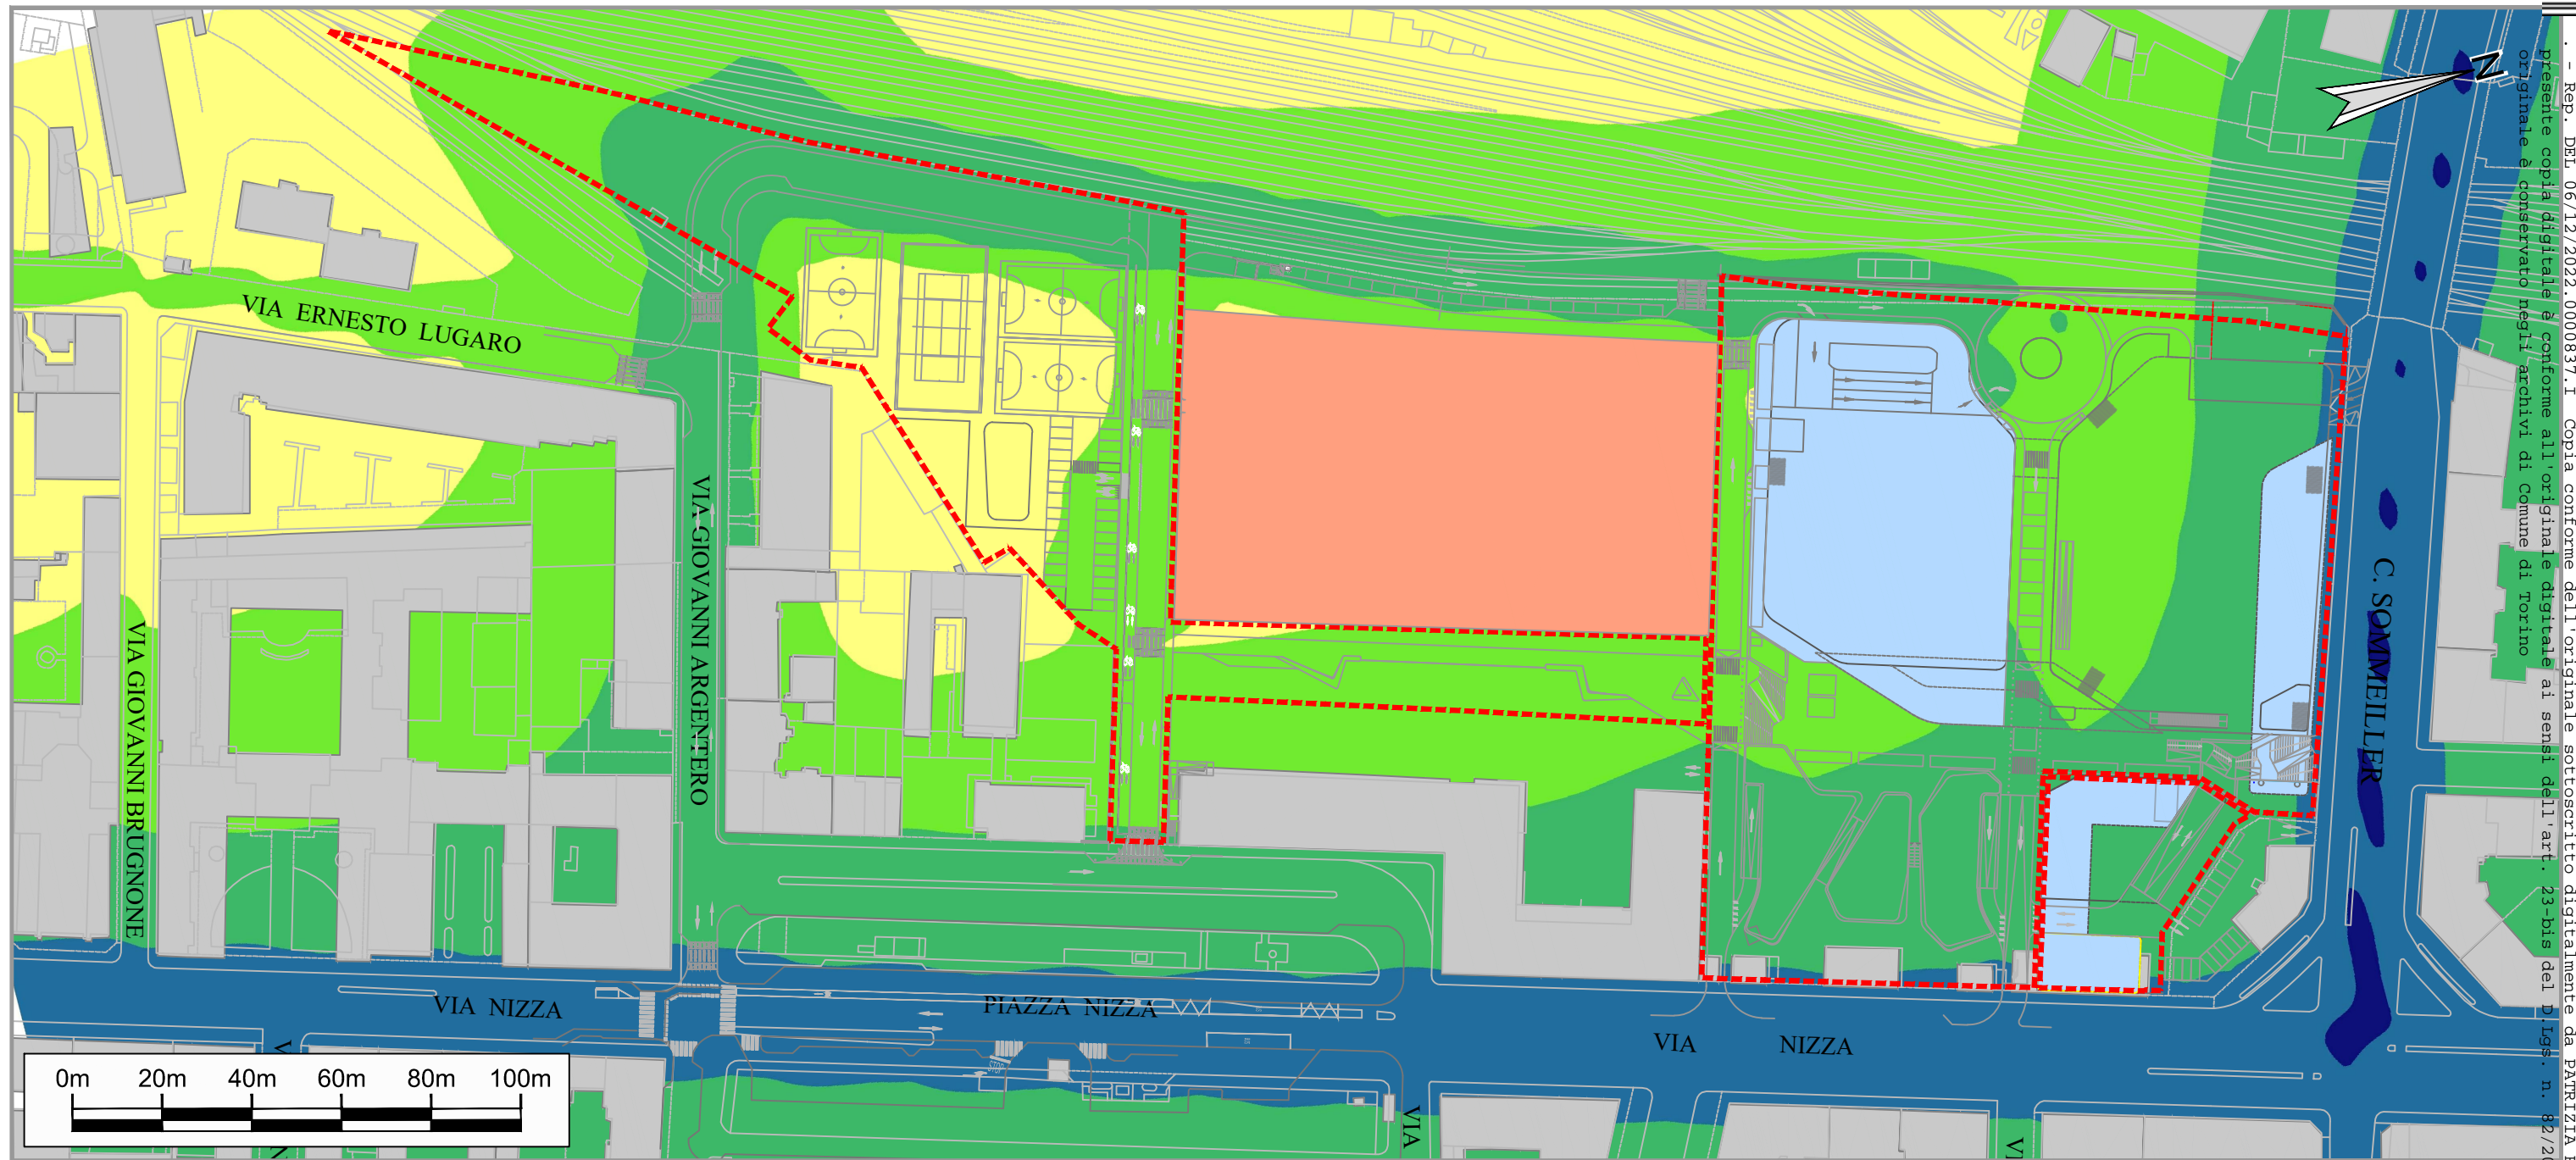 N
VIA ERNESTO LUGARO
VIA GIOVANNI ARGENTERO
VIA GIOVANNI BRUGNONE
C. SOMMEILLER
VIA NIZZA
PIAZZA NIZZA
VIA NIZZA
VIA
0m 20m 40m 60m 80m 100m
STOP
. - Rep. DEL 06/12/2022.0000837.I Copia conforme dell'originale sottoscritto digitalmente da PATRIZIA
presente copia digitale è conforme all'originale digitale ai sensi dell'art. 23-bis del D.Lgs. n. 82/20
originale è conservato negli archivi di Comune di Torino